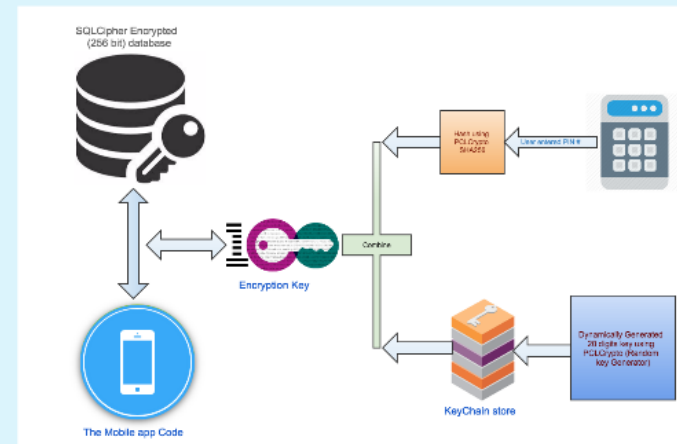 SQLCipher Encrypted
(256 bit) database
Hash using
PCLCrypto
SHA256
User entered PIN #
Combine
Encryption Key
Dynamically Generated
20 digits key using
PCLCrypto (Random
key Generator)
KeyChain store
The Mobile app Code